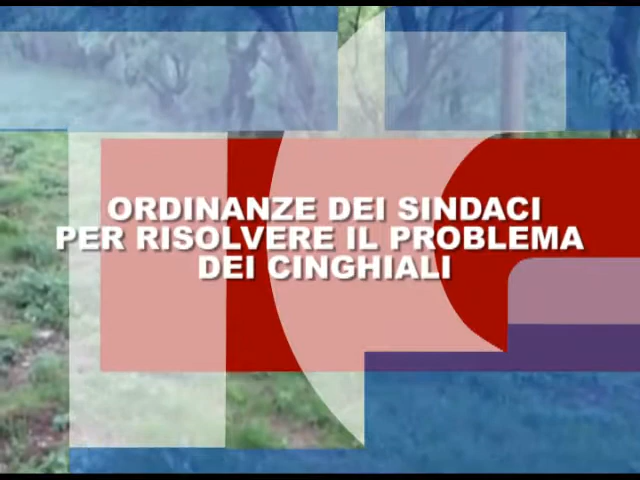 ORDINANZE DEI SINDACI
PER RISOLVERE IL PROBLEMA
DEI CINGHIALI